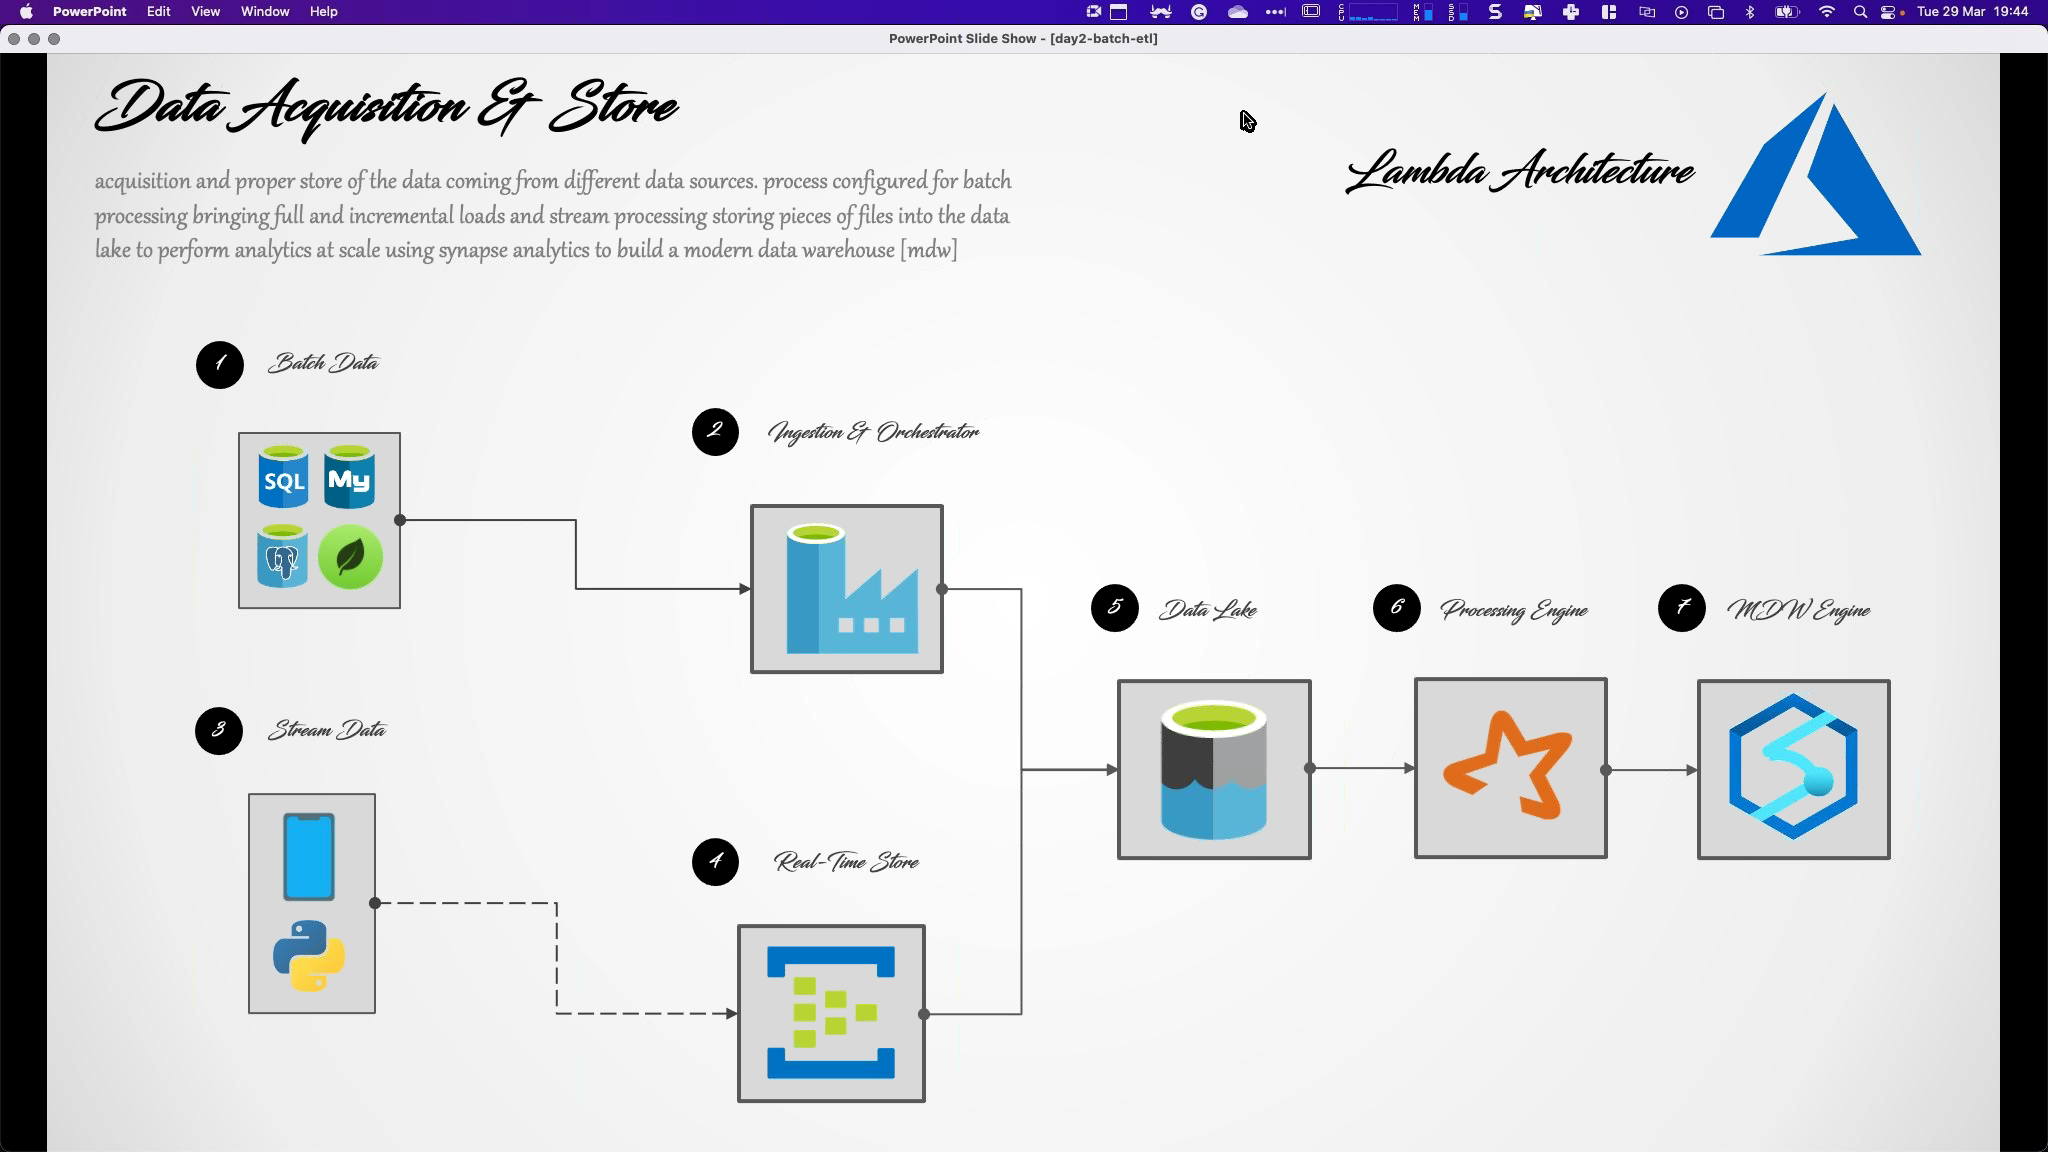 PowerPoint Edit View Window Help
Tue 29 Mar 19:44
PowerPoint Slide Show - [day2-batch-etl]
Data Acquisition & Store
Lambda Architecture
acquisition and proper store of the data coming from different data sources. process configured for batch
processing bringing full and incremental loads and stream processing storing pieces of files into the data
lake to perform analytics at scale using synapse analytics to build a modern data warehouse [mdw]
1 Batch Data
SQL My
2 Ingestion & Orchestrator
3 Stream Data
4 Real-Time Store
5 Data Lake
6 Processing Engine
7 MDW Engine